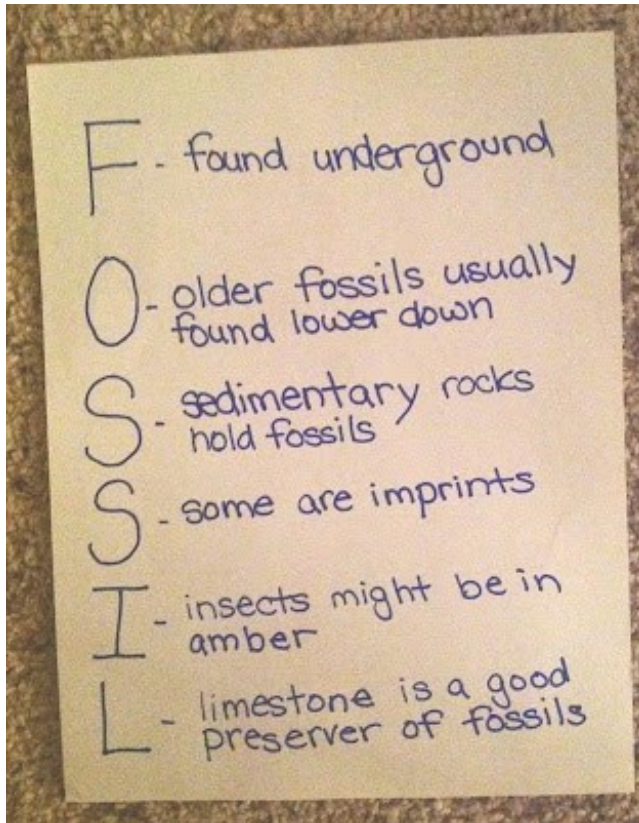 F - found underground
O - older fossils usually
found lower down
S - sedimentary rocks
hold fossils
S - some are imprints
I - insects might be in
amber
L - limestone is a good
preserver of fossils